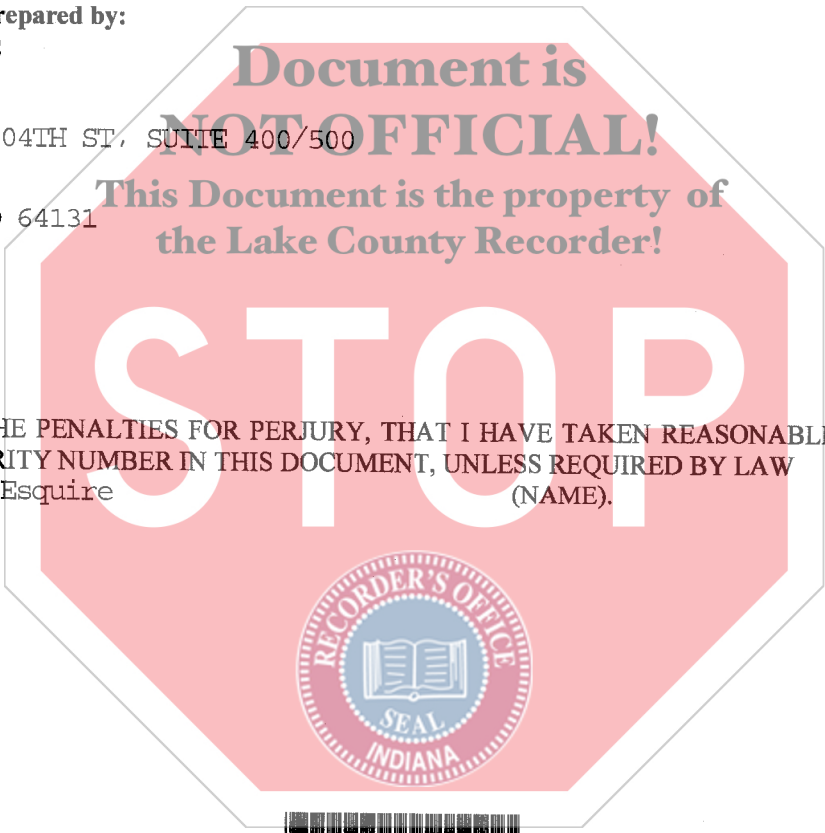 repared by:
Document is
NOT OFFICIAL!
04TH ST, SUITE 400/500
This Document is the property of
64131
the Lake County Recorder!
STOP
HE PENALTIES FOR PERJURY, THAT I HAVE TAKEN REASONABL
RITY NUMBER IN THIS DOCUMENT, UNLESS REQUIRED BY LAW
Esquire (NAME).
RECORDER'S OFFICE
SEAL
INDIANA